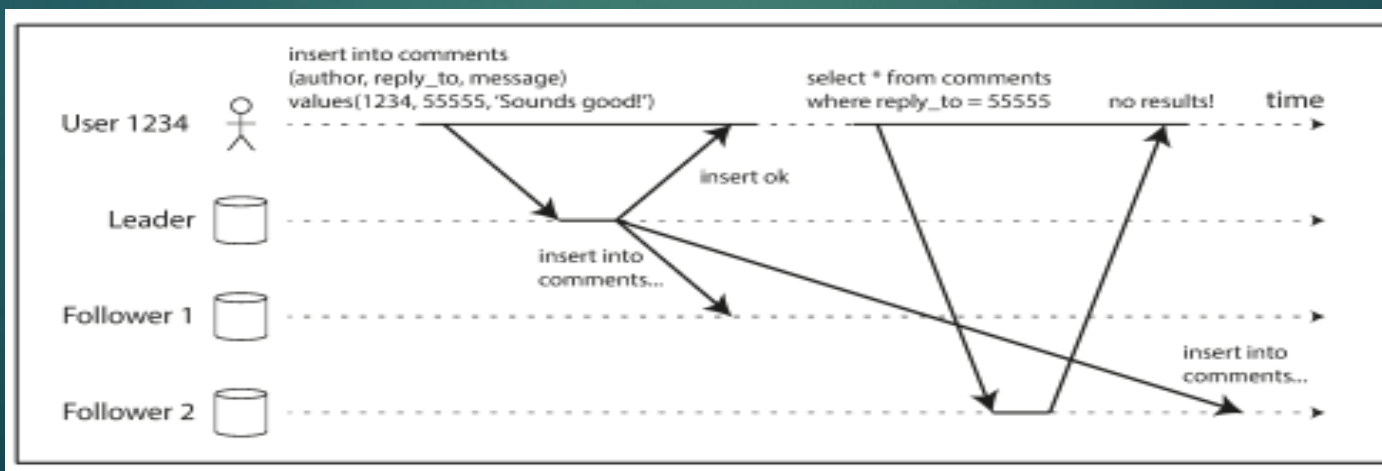 insert into comments
(author, reply_to, message)
values(1234, 55555, ‘Sounds good!’)
select * from comments
where reply_to = 55555
no results!
time
User 1234
insert ok
Leader
insert into
comments...
Follower 1
insert into
comments...
Follower 2